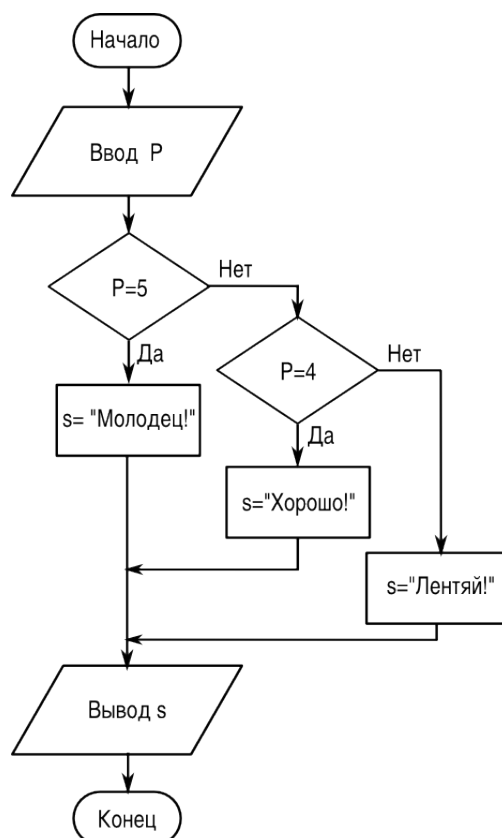 Начало
Ввод P
P=5
Нет
Да
P=4
Нет
s= "Молодец!"
Да
s="Хорошо!"
s="Лентяй!"
Вывод s
Конец